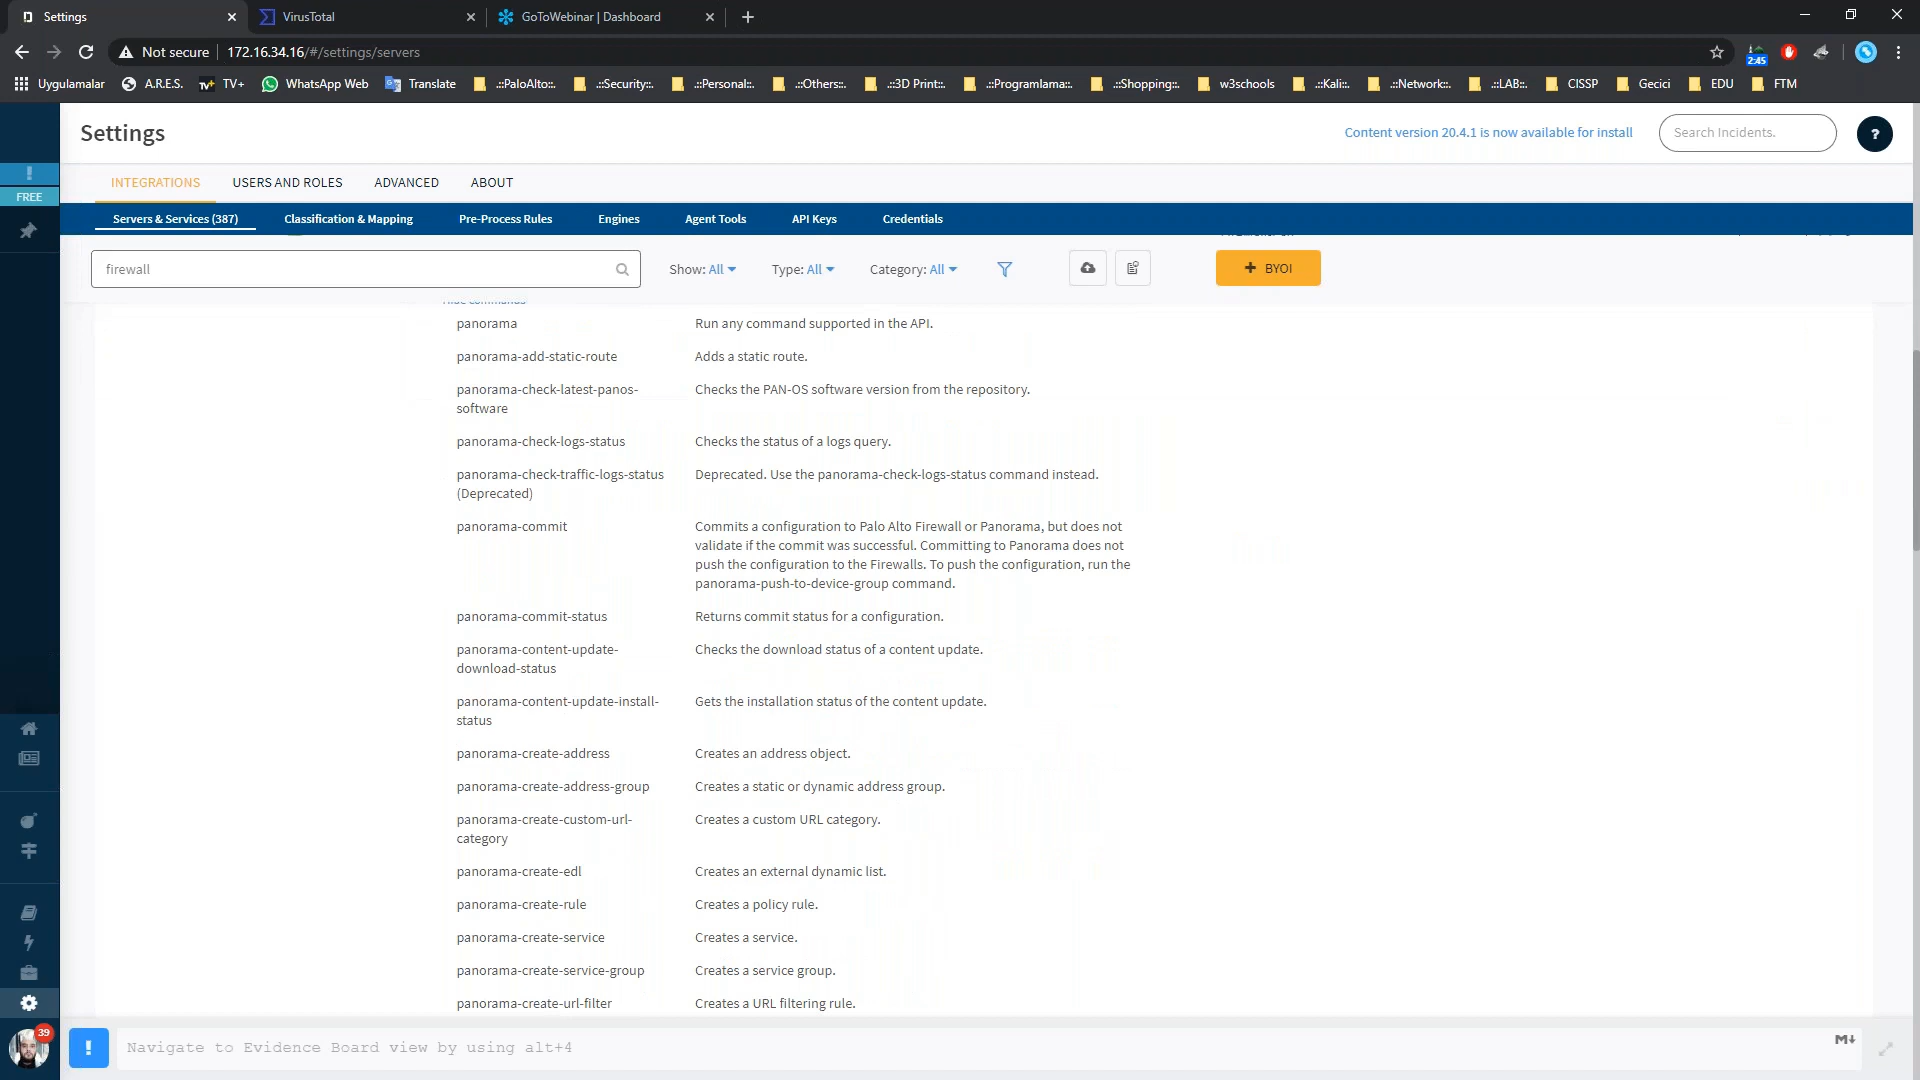 Settings
VirusTotal
GoToWebinar | Dashboard
Not secure
172.16.34.16/#/settings/servers
2:45
Uygulamalar
A.R.E.S.
TV+
WhatsApp Web
Translate
.::PaloAlto::.
.::Security::.
.::Personal::.
.::Others::.
.::3D Print::.
.::Programlama::.
.::Shopping::.
w3schools
.::Kali::.
.::Network::.
.::LAB::.
CISSP
Gecici
EDU
FTM
Settings
Content version 20.4.1 is now available for install
Search Incidents.
?
!
FREE
INTEGRATIONS
USERS AND ROLES
ADVANCED
ABOUT
Servers & Services (387)
Classification & Mapping
Pre-Process Rules
Engines
Agent Tools
API Keys
Credentials
firewall
Show: All
Type: All
Category: All
+ BYOI
Hide commands
panorama
Run any command supported in the API.
panorama-add-static-route
Adds a static route.
panorama-check-latest-panos-
software
Checks the PAN-OS software version from the repository.
panorama-check-logs-status
Checks the status of a logs query.
panorama-check-traffic-logs-status
(Deprecated)
Deprecated. Use the panorama-check-logs-status command instead.
panorama-commit
Commits a configuration to Palo Alto Firewall or Panorama, but does not
validate if the commit was successful. Committing to Panorama does not
push the configuration to the Firewalls. To push the configuration, run the
panorama-push-to-device-group command.
panorama-commit-status
Returns commit status for a configuration.
panorama-content-update-
download-status
Checks the download status of a content update.
panorama-content-update-install-
status
Gets the installation status of the content update.
panorama-create-address
Creates an address object.
panorama-create-address-group
Creates a static or dynamic address group.
panorama-create-custom-url-
category
Creates a custom URL category.
panorama-create-edl
Creates an external dynamic list.
panorama-create-rule
Creates a policy rule.
panorama-create-service
Creates a service.
panorama-create-service-group
Creates a service group.
panorama-create-url-filter
Creates a URL filtering rule.
39
!
Navigate to Evidence Board view by using alt+4
M↓